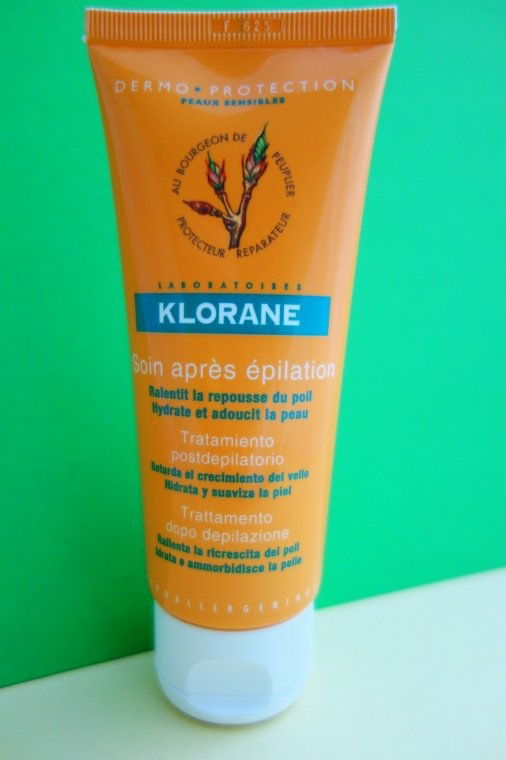 F 625
DERMO • PROTECTION
PEAUX SENSIBLES
AU BOURGEON DE PEUPLIER
PROTECTEUR REPARATEUR
LABORATOIRES
KLORANE
Soin après épilation
Ralentit la repousse du poil
Hydrate et adoucit la peau
Tratamiento
postdepilatorio
Retarda el crecimiento del vello
Hidrata y suaviza la piel
Trattamento
dopo depilazione
Rallenta la ricrescita dei peli
Idrata e ammorbidisce la pelle
HYPOALLERGÉNIQUE